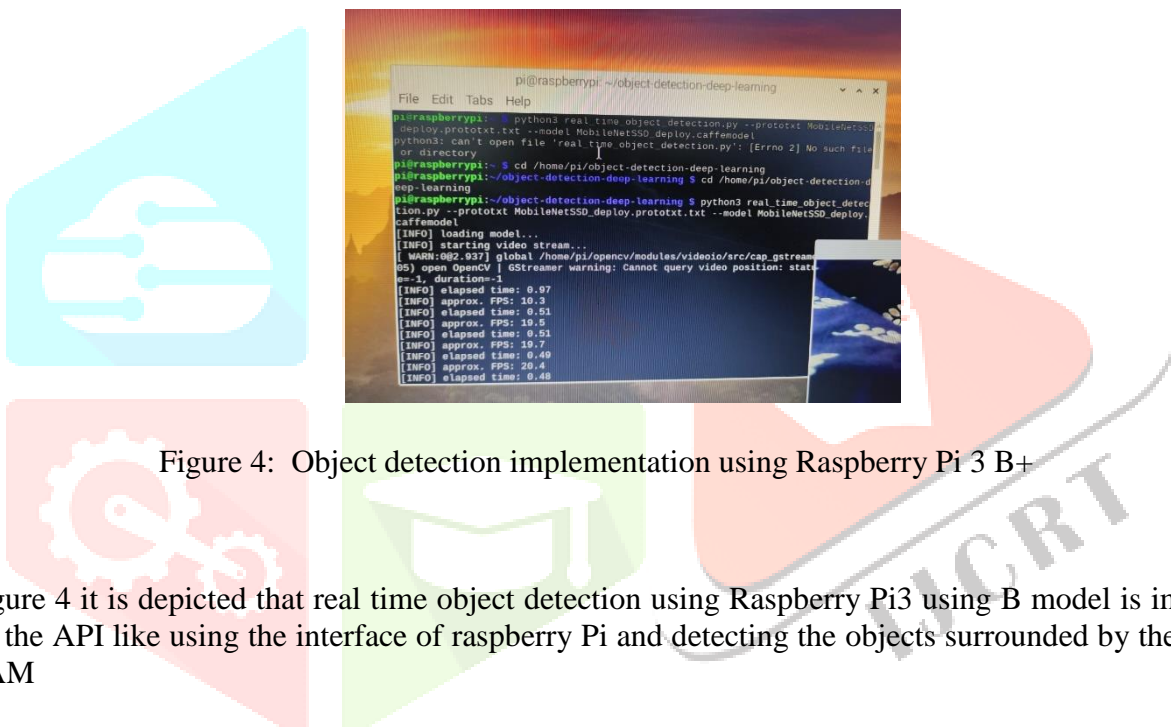 pi@raspberrypi: ~/object-detection-deep-learning
File Edit Tabs Help
pi@raspberrypi:~ $ python3 real_time_object_detection.py --prototxt MobileNetSSD
_deploy.prototxt.txt --model MobileNetSSD_deploy.caffemodel
python3: can't open file 'real_time_object_detection.py': [Errno 2] No such file
or directory
pi@raspberrypi:~ $ cd /home/pi/object-detection-deep-learning
pi@raspberrypi:~/object-detection-deep-learning $ cd /home/pi/object-detection-d
eep-learning
pi@raspberrypi:~/object-detection-deep-learning $ python3 real_time_object_detec
tion.py --prototxt MobileNetSSD_deploy.prototxt.txt --model MobileNetSSD_deploy.
caffemodel
[INFO] loading model...
[INFO] starting video stream...
[ WARN:0@2.937] global /home/pi/opencv/modules/videoio/src/cap_gstream
05) open OpenCV | GStreamer warning: Cannot query video position: stat
e=-1, duration=-1
[INFO] elapsed time: 0.97
[INFO] approx. FPS: 10.3
[INFO] elapsed time: 0.51
[INFO] approx. FPS: 19.5
[INFO] elapsed time: 0.51
[INFO] approx. FPS: 19.7
[INFO] elapsed time: 0.49
[INFO] approx. FPS: 20.4
[INFO] elapsed time: 0.48
Figure 4: Object detection implementation using Raspberry Pi 3 B+
gure 4 it is depicted that real time object detection using Raspberry Pi3 using B model is in
the API like using the interface of raspberry Pi and detecting the objects surrounded by the
AM
IJCRT